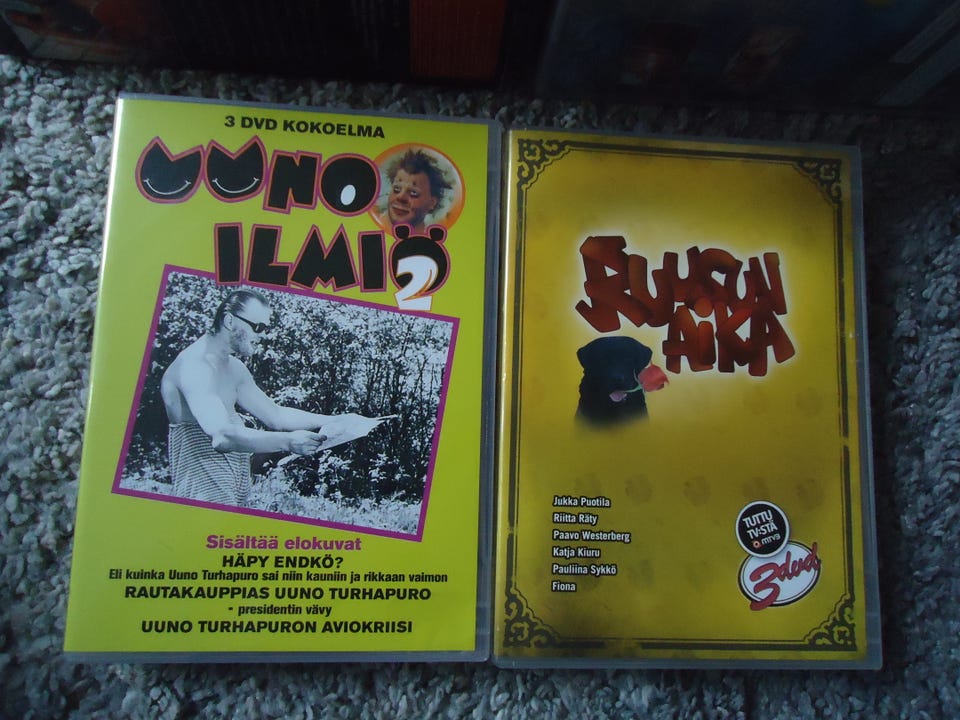 3 DVD KOKOELMA
UUNO
ILMIÖ
2
Sisältää elokuvat
HÄPY ENDKÖ?
Eli kuinka Uuno Turhapuro sai niin kauniin ja rikkaan vaimon
RAUTAKAUPPIAS UUNO TURHAPURO
- presidentin vävy
UUNO TURHAPURON AVIOKRIISI
RUUSUN
AIKA
Jukka Puotila
Riitta Räty
Paavo Westerberg
Katja Kiuru
Pauliina Sykkö
Fiona
TUTTU
TV:STÄ
MTV3
3dvd